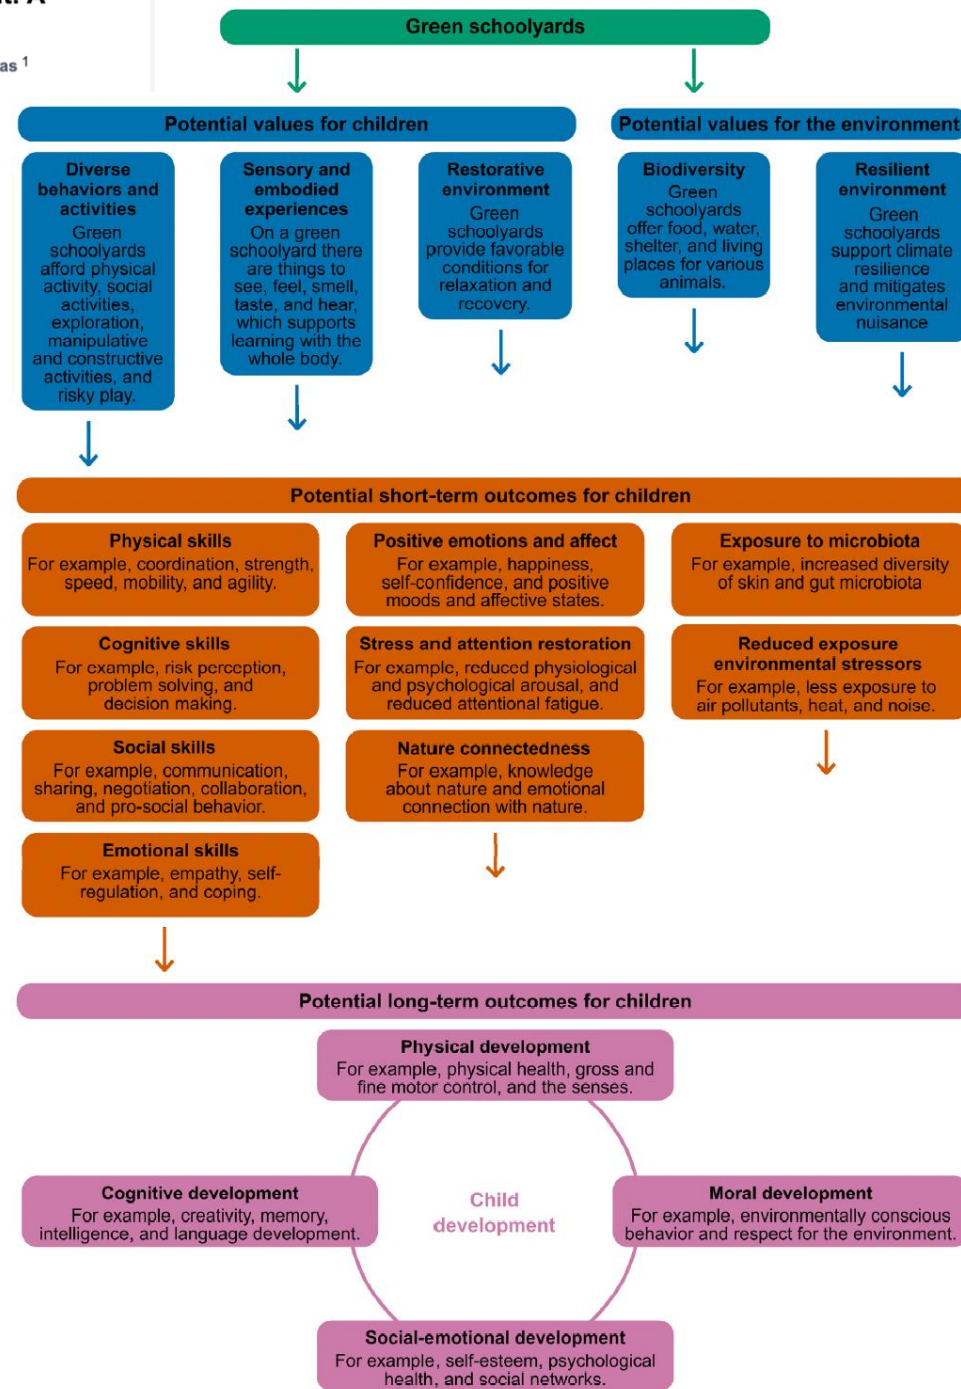 as 1
Green schoolyards
Potential values for children
Potential values for the environment
Diverse
behaviors and
activities
Green
schoolyards
afford physical
activity, social
activities,
exploration,
manipulative
and constructive
activities, and
risky play.
Sensory and
embodied
experiences
On a green
schoolyard there
are things to
see, feel, smell,
taste, and hear,
which supports
learning with the
whole body.
Restorative
environment
Green
schoolyards
provide favorable
conditions for
relaxation and
recovery.
Biodiversity
Green
schoolyards
offer food, water,
shelter, and living
places for various
animals.
Resilient
environment
Green
schoolyards
support climate
resilience
and mitigates
environmental
nuisance
Potential short-term outcomes for children
Physical skills
For example, coordination, strength,
speed, mobility, and agility.
Cognitive skills
For example, risk perception,
problem solving, and
decision making.
Social skills
For example, communication,
sharing, negotiation, collaboration,
and pro-social behavior.
Emotional skills
For example, empathy, self-
regulation, and coping.
Positive emotions and affect
For example, happiness,
self-confidence, and positive
moods and affective states.
Stress and attention restoration
For example, reduced physiological
and psychological arousal, and
reduced attentional fatigue.
Nature connectedness
For example, knowledge
about nature and emotional
connection with nature.
Exposure to microbiota
For example, increased diversity
of skin and gut microbiota
Reduced exposure
environmental stressors
For example, less exposure to
air pollutants, heat, and noise.
Potential long-term outcomes for children
Physical development
For example, physical health, gross and
fine motor control, and the senses.
Cognitive development
For example, creativity, memory,
intelligence, and language development.
Child
development
Moral development
For example, environmentally conscious
behavior and respect for the environment.
Social-emotional development
For example, self-esteem, psychological
health, and social networks.